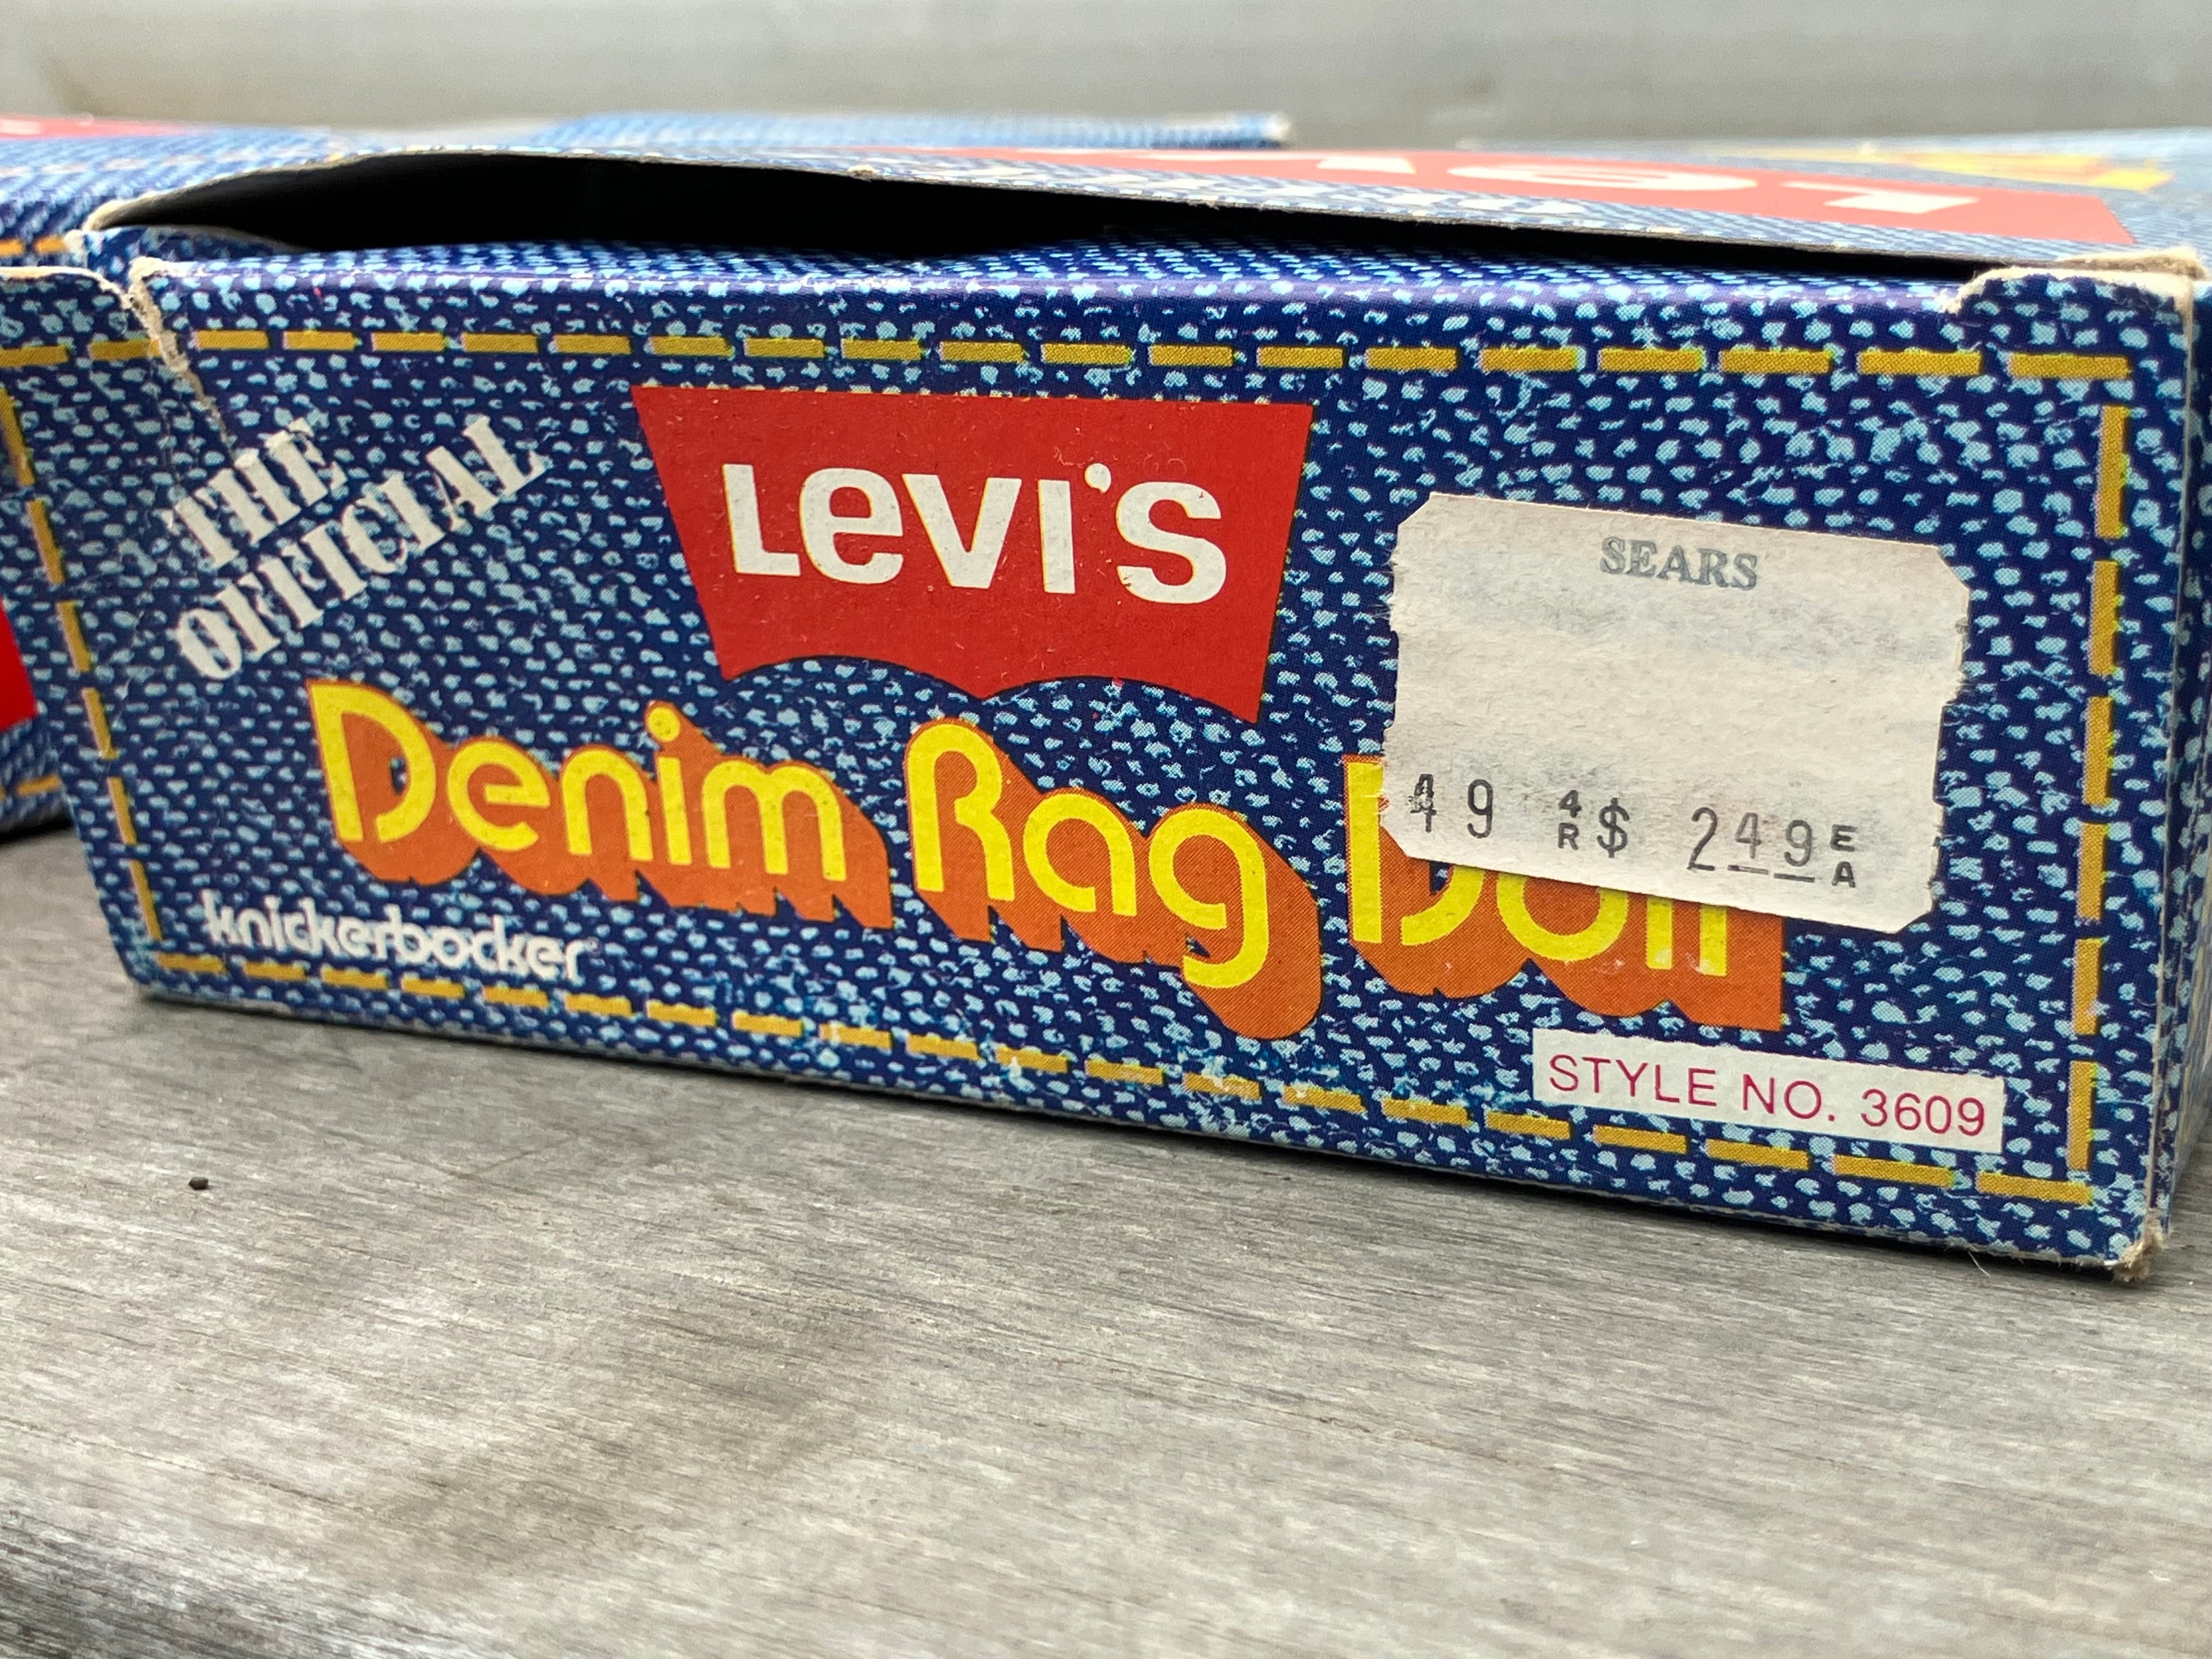 THE
OFFICIAL
Levi's
SEARS
49 4R $ 2 49 EA
Denim Rag Doll
knickerbocker
STYLE NO. 3609